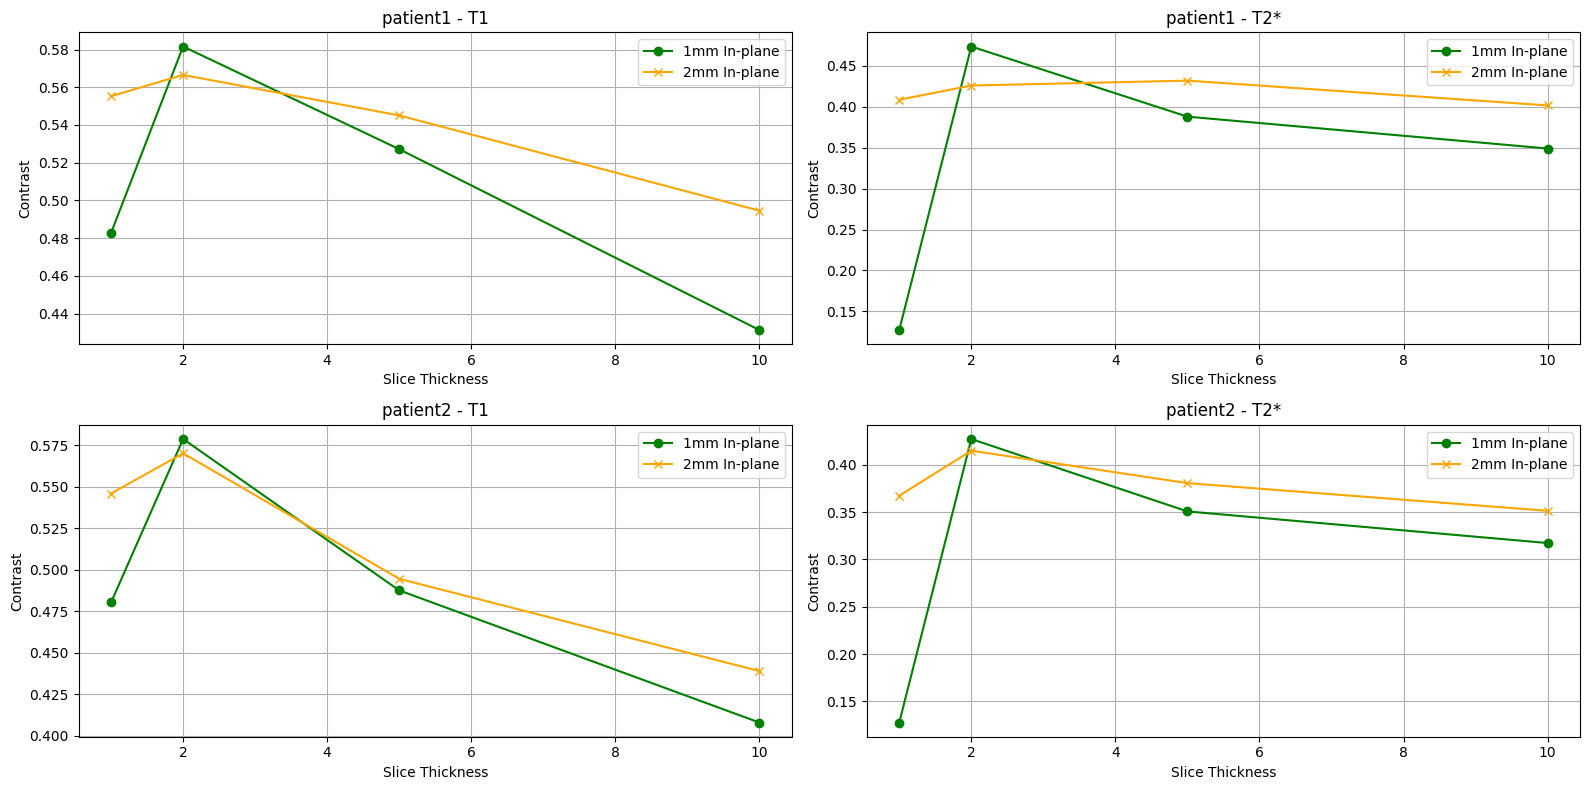 patient1 - T1
0.58
0.56
0.54
0.52
0.50
0.48
0.46
0.44
Contrast
1mm In-plane
2mm In-plane
2 4 6 8 10
Slice Thickness
patient1 - T2*
0.45
0.40
0.35
0.30
0.25
0.20
0.15
Contrast
1mm In-plane
2mm In-plane
2 4 6 8 10
Slice Thickness
patient2 - T1
0.575
0.550
0.525
0.500
0.475
0.450
0.425
0.400
Contrast
1mm In-plane
2mm In-plane
2 4 6 8 10
Slice Thickness
patient2 - T2*
0.40
0.35
0.30
0.25
0.20
0.15
Contrast
1mm In-plane
2mm In-plane
2 4 6 8 10
Slice Thickness